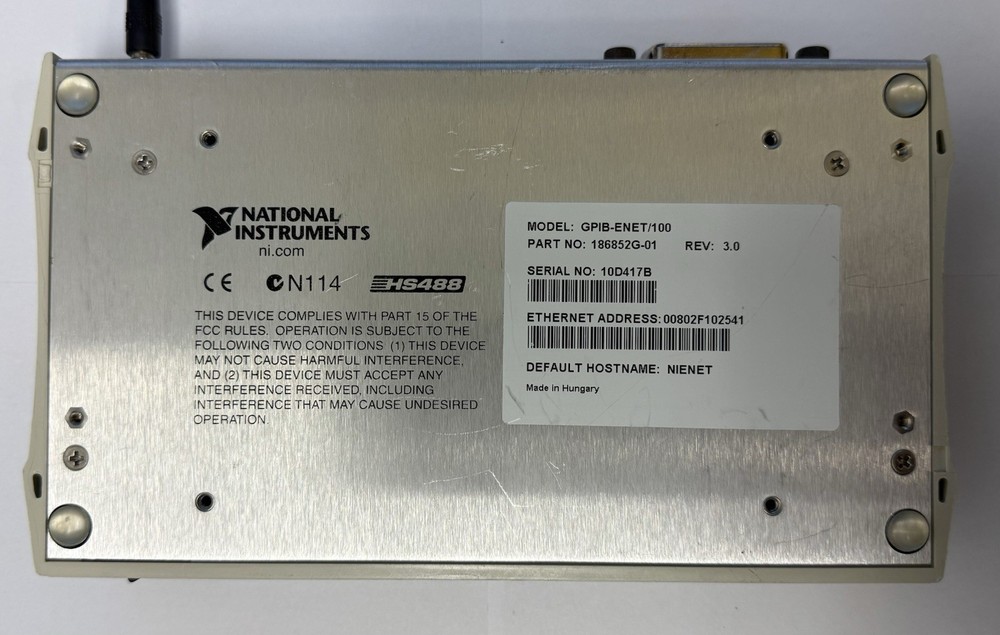 NATIONAL
INSTRUMENTS
ni.com
CE N114 HS488
THIS DEVICE COMPLIES WITH PART 15 OF THE
FCC RULES. OPERATION IS SUBJECT TO THE
FOLLOWING TWO CONDITIONS (1) THIS DEVICE
MAY NOT CAUSE HARMFUL INTERFERENCE,
AND (2) THIS DEVICE MUST ACCEPT ANY
INTERFERENCE RECEIVED, INCLUDING
INTERFERENCE THAT MAY CAUSE UNDESIRED
OPERATION.
MODEL: GPIB-ENET/100
PART NO: 186852G-01 REV: 3.0
SERIAL NO: 10D417B
ETHERNET ADDRESS:00802F102541
DEFAULT HOSTNAME: NIENET
Made in Hungary